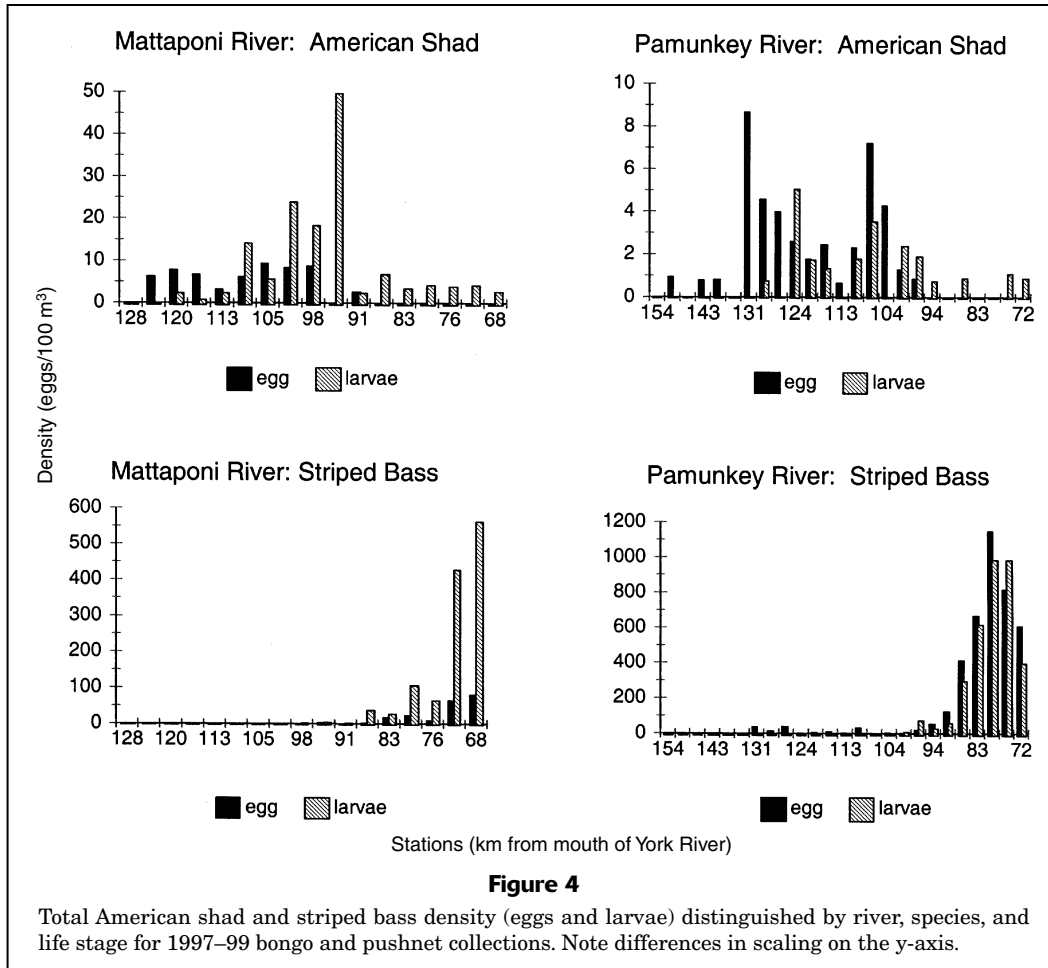 Mattaponi River: American Shad
50
40
30
20
10
0
128 120 113 105 98 91 83 76 68
egg larvae
Pamunkey River: American Shad
10
8
6
4
2
0
154 143 131 124 113 104 94 83 72
egg larvae
Density (eggs/100 m³)
Mattaponi River: Striped Bass
600
500
400
300
200
100
0
128 120 113 105 98 91 83 76 68
egg larvae
Pamunkey River: Striped Bass
1200
1000
800
600
400
200
0
154 143 131 124 113 104 94 83 72
egg larvae
Stations (km from mouth of York River)
Figure 4
Total American shad and striped bass density (eggs and larvae) distinguished by river, species, and
life stage for 1997–99 bongo and pushnet collections. Note differences in scaling on the y-axis.